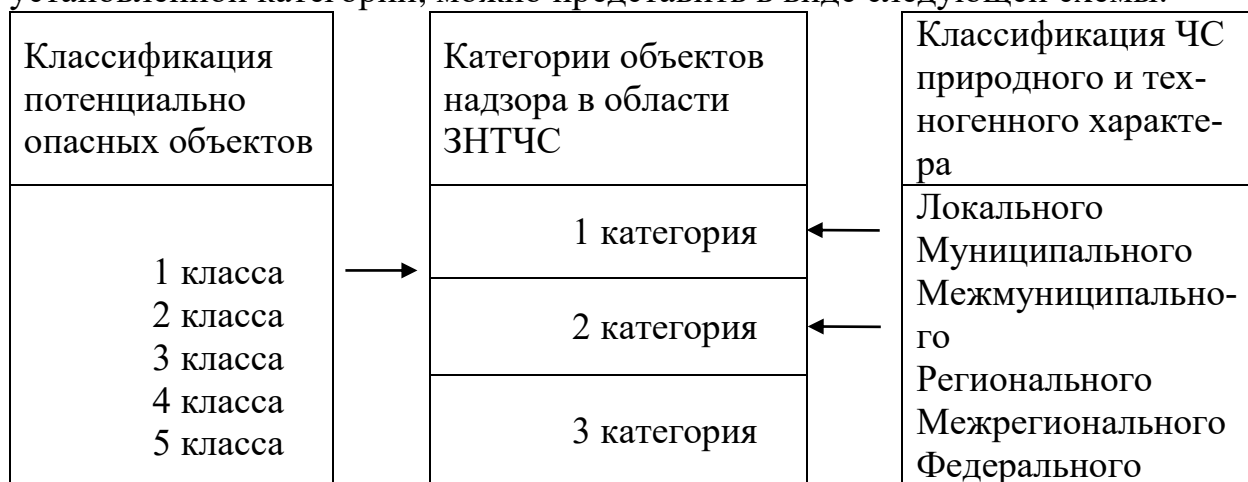 установленной категории, можно представить в виде следующей схемы:
Классификация
потенциально
опасных объектов
Категории объектов
надзора в области
ЗНТЧС
Классификация ЧС
природного и тех-
ногенного характе-
ра
1 класса
2 класса
3 класса
4 класса
5 класса
1 категория
2 категория
3 категория
Локального
Муниципального
Межмуниципально-
го
Регионального
Межрегионального
Федерального